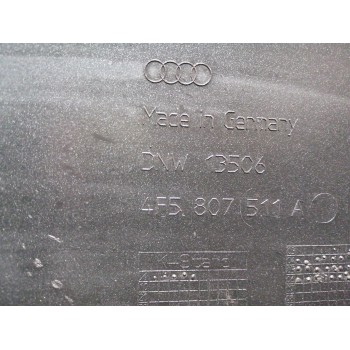 Made in Germany
DNW 13506
4F5 807 511 A